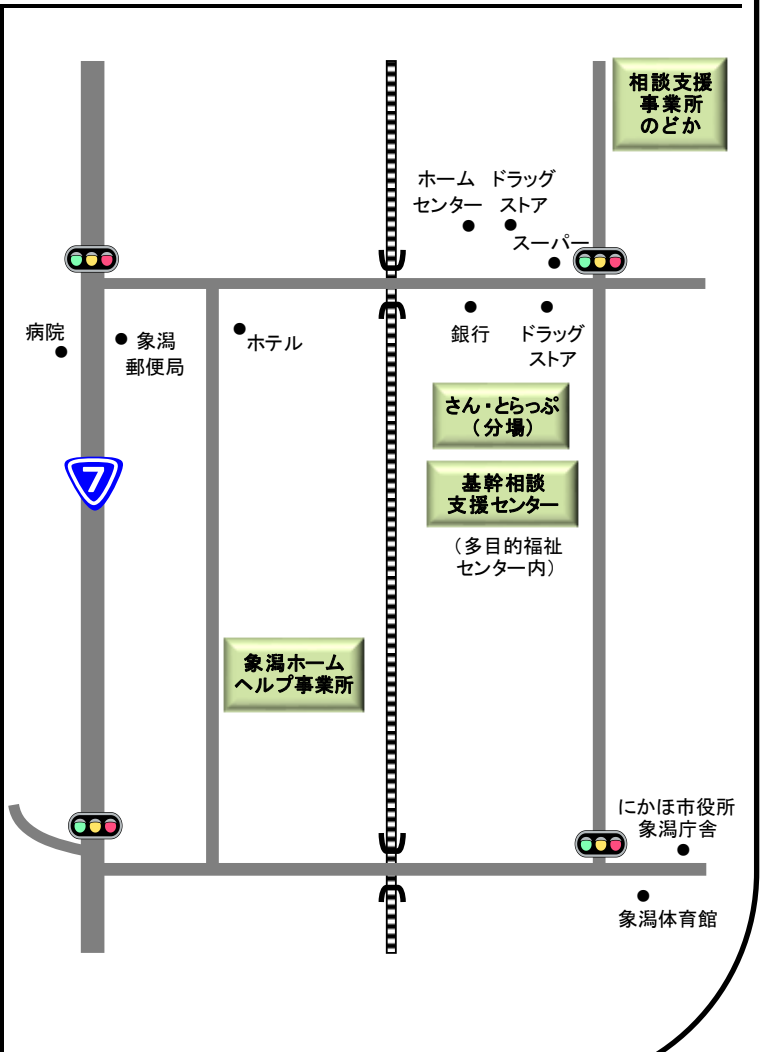 相談支援
事業所
のどか
ホーム
センター
ドラッグ
ストア
スーパー
病院
象潟
郵便局
ホテル
銀行
ドラッグ
ストア
さん・とらっぷ
（分場）
7
基幹相談
支援センター
（多目的福祉
センター内）
象潟ホーム
ヘルプ事業所
にかほ市役所
象潟庁舎
象潟体育館